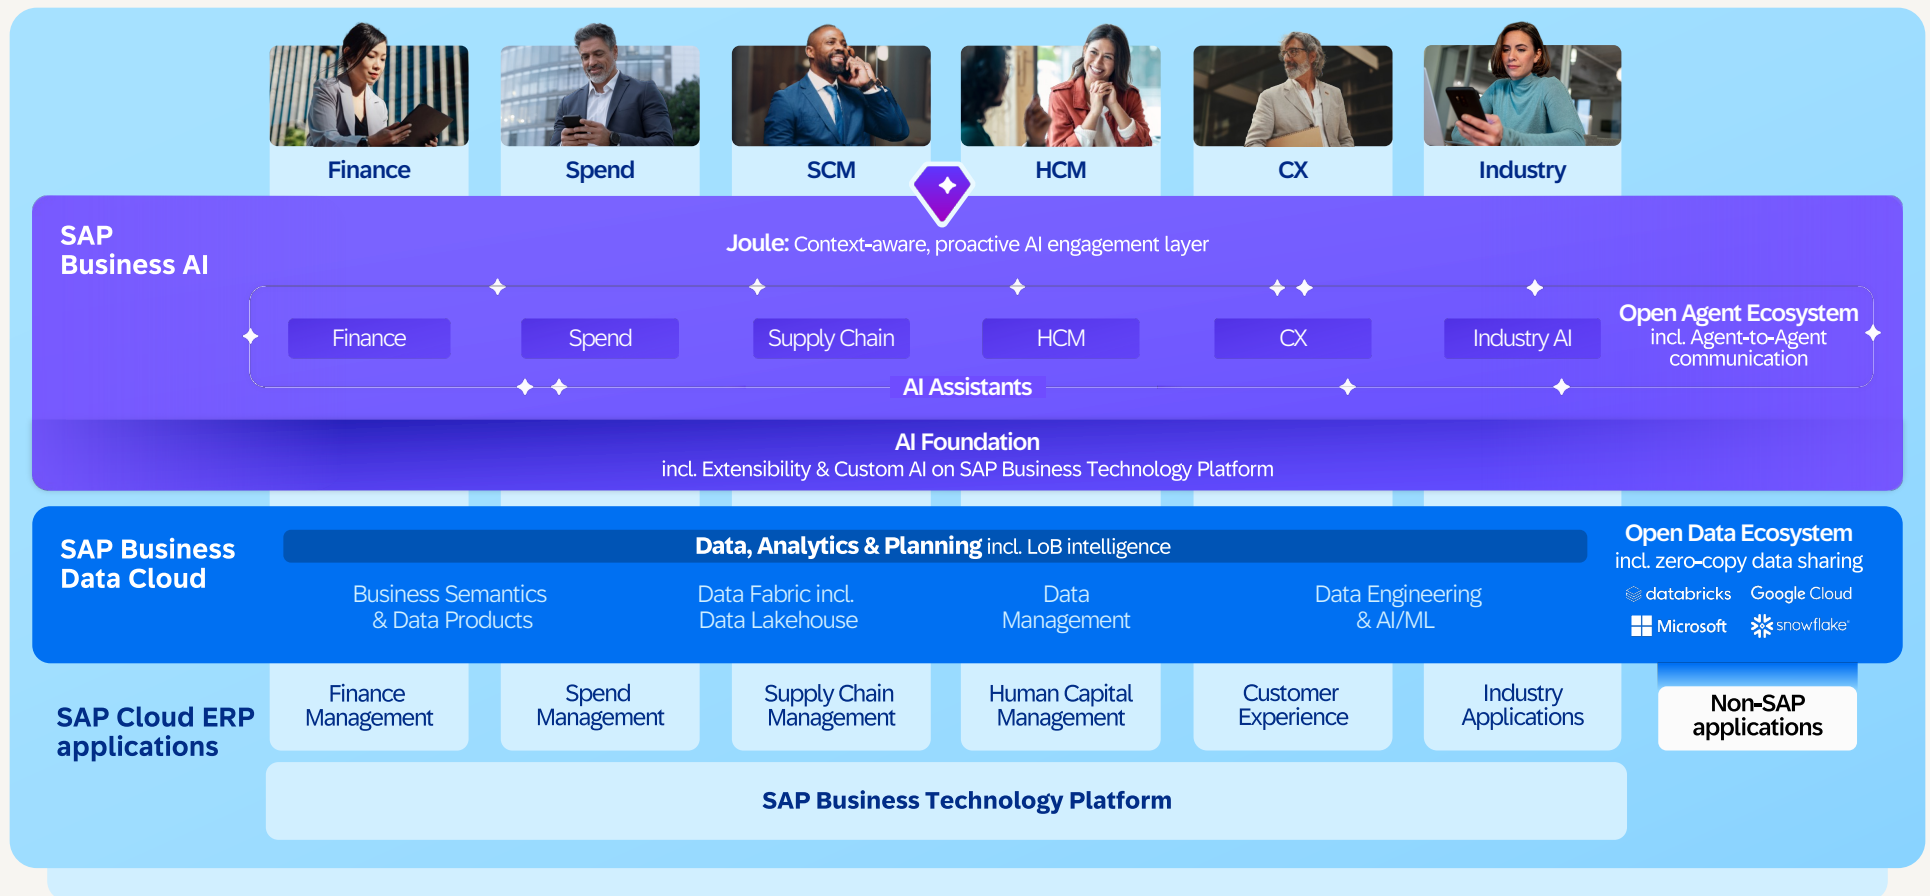 Finance
Spend
SCM
HCM
CX
Industry
SAP
Business AI
Joule: Context-aware, proactive AI engagement layer
Finance
Spend
Supply Chain
HCM
CX
Industry AI
Open Agent Ecosystem
incl. Agent-to-Agent
communication
AI Assistants
AI Foundation
incl. Extensibility & Custom AI on SAP Business Technology Platform
SAP Business
Data Cloud
Data, Analytics & Planning incl. LoB intelligence
Business Semantics
& Data Products
Data Fabric incl.
Data Lakehouse
Data
Management
Data Engineering
& AI/ML
Open Data Ecosystem
incl. zero-copy data sharing
databricks
Google Cloud
Microsoft
snowflake
SAP Cloud ERP
applications
Finance
Management
Spend
Management
Supply Chain
Management
Human Capital
Management
Customer
Experience
Industry
Applications
Non-SAP
applications
SAP Business Technology Platform